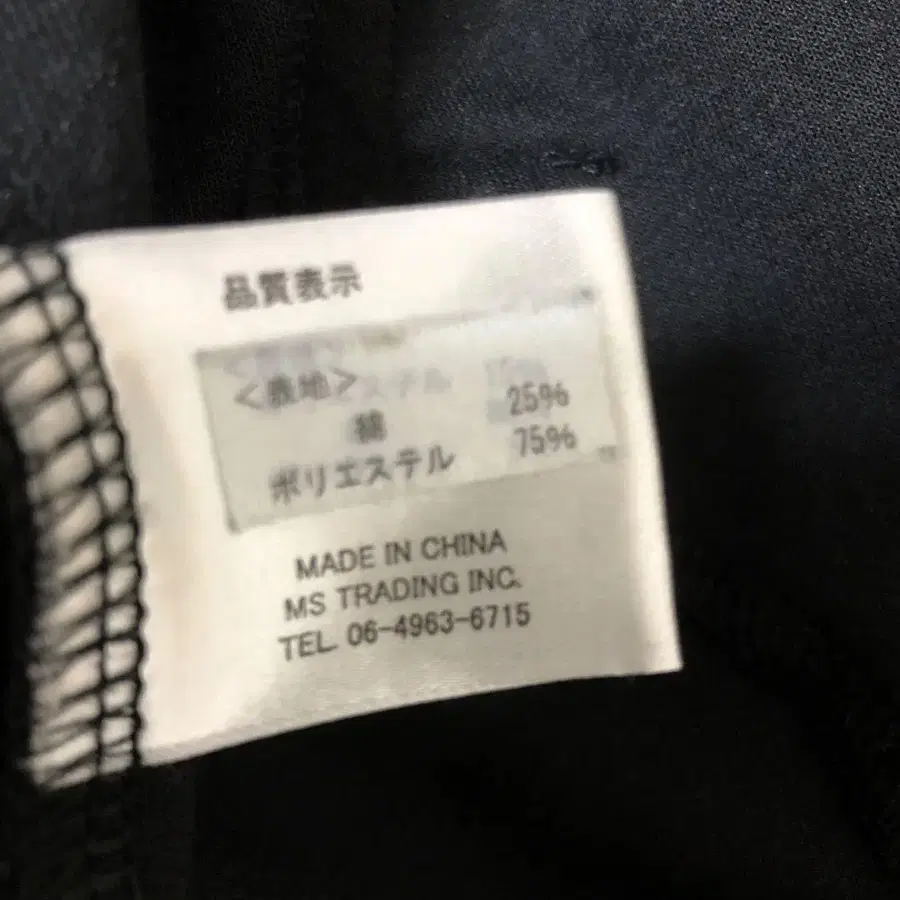 品質表示
<表地>
綿 25%
ポリエステル 75%
MADE IN CHINA
MS TRADING INC.
TEL. 06-4963-6715